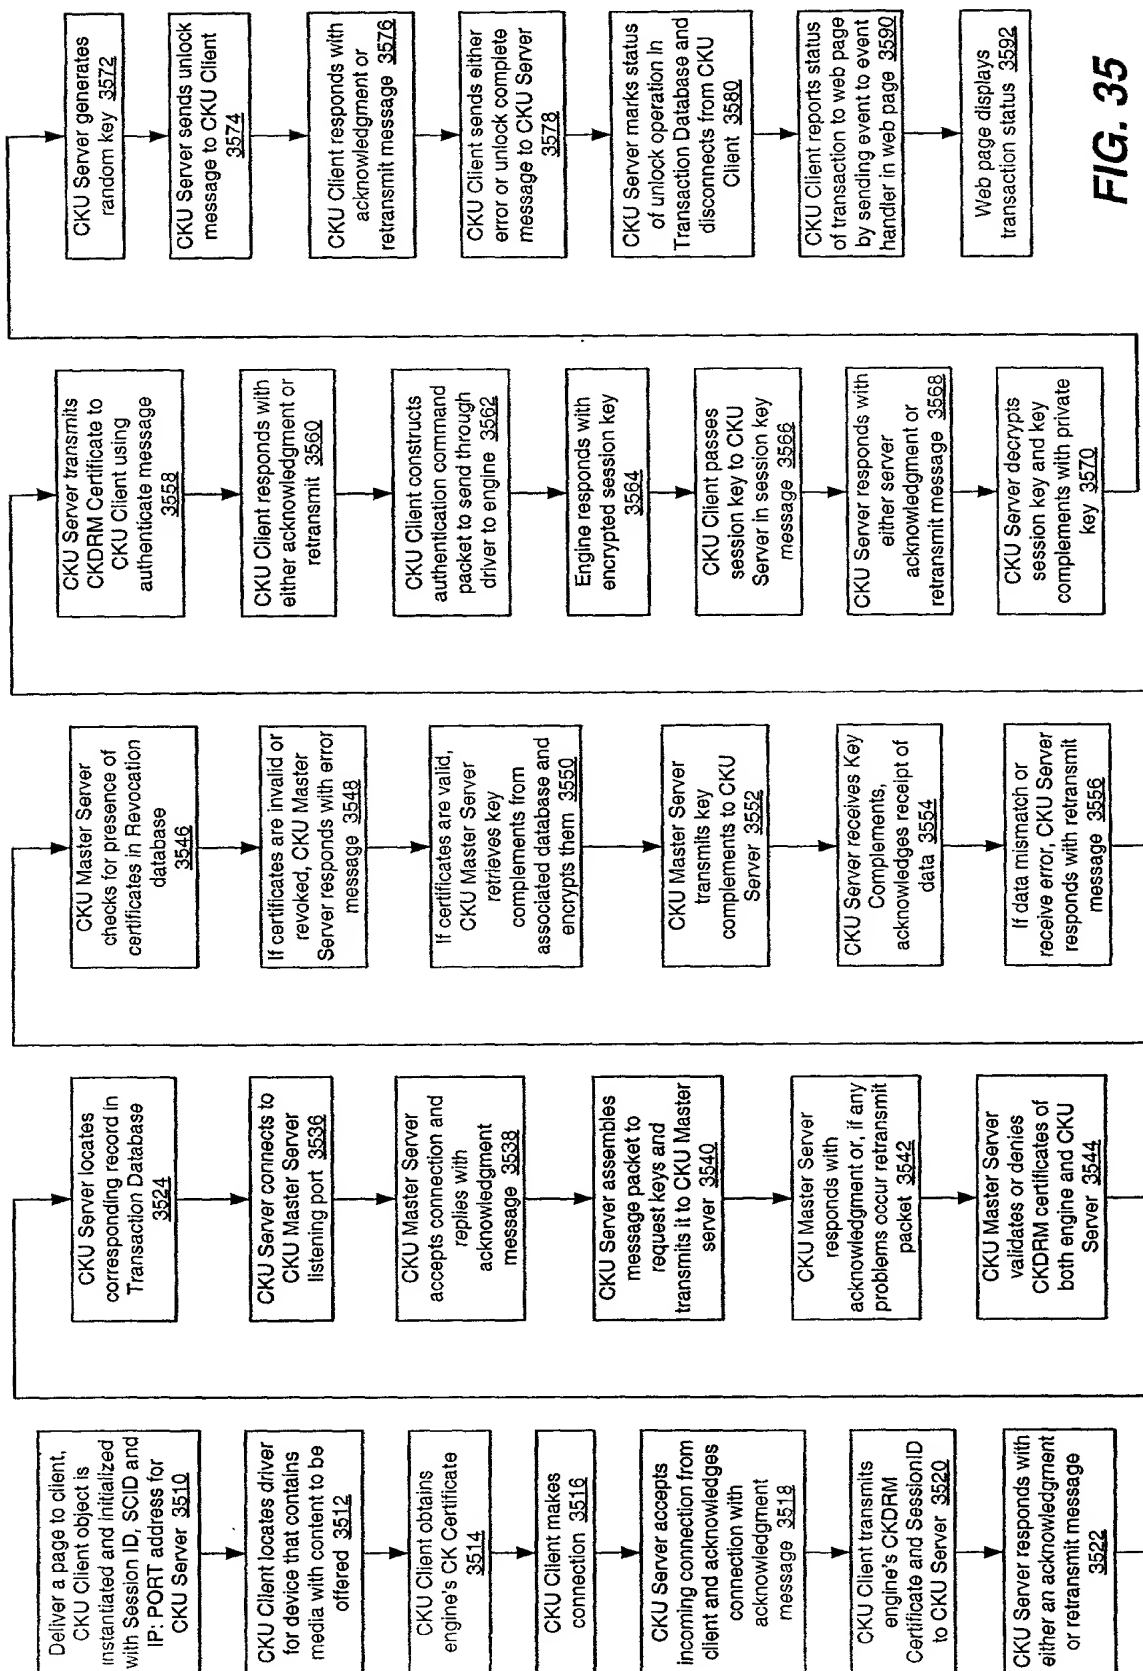 Deliver a page to client,
CKU Client object is
instantiated and initialized
with Session ID, SCID and
IP: PORT address for
CKU Server 3510
CKU Client locates driver
for device that contains
media with content to be
offered 3512
CKU Client obtains
engine's CK Certificate
3514
CKU Client makes
connection 3516
CKU Server accepts
incoming connection from
client and acknowledges
connection with
acknowledgment
message 3518
CKU Client transmits
engine's CKDRM
Certificate and SessionID
to CKU Server 3520
CKU Server responds with
either an acknowledgment
or retransmit message
3522
CKU Server locates
corresponding record in
Transaction Database
3524
CKU Server connects to
CKU Master Server
listening port 3536
CKU Master Server
accepts connection and
replies with
acknowledgment
message 3538
CKU Server assembles
message packet to
request keys and
transmits it to CKU Master
server 3540
CKU Master Server
responds with
acknowledgment or, if any
problems occur retransmit
packet 3542
CKU Master Server
validates or denies
CKDRM certificates of
both engine and CKU
Server 3544
CKU Master Server
checks for presence of
certificates in Revocation
database
3546
If certificates are invalid or
revoked, CKU Master
Server responds with error
message 3548
If certificates are valid,
CKU Master Server
retrieves key
complements from
associated database and
encrypts them 3550
CKU Master Server
transmits key
complements to CKU
Server 3552
CKU Server receives Key
Complements,
acknowledges receipt of
data 3554
If data mismatch or
receive error, CKU Server
responds with retransmit
message 3556
CKU Server transmits
CKDRM Certificate to
CKU Client using
authenticate message
3558
CKU Client responds with
either acknowledgment or
retransmit 3560
CKU Client constructs
authentication command
packet to send through
driver to engine 3562
Engine responds with
encrypted session key
3564
CKU Client passes
session key to CKU
Server in session key
message 3566
CKU Server responds with
either server
acknowledgment or
retransmit message 3568
CKU Server decrypts
session key and key
complements with private
key 3570
CKU Server generates
random key 3572
CKU Server sends unlock
message to CKU Client
3574
CKU Client responds with
acknowledgment or
retransmit message 3576
CKU Client sends either
error or unlock complete
message to CKU Server
3578
CKU Server marks status
of unlock operation In
Transaction Database and
disconnects from CKU
Client 3580
CKU Client reports status
of transaction to web page
by sending event to event
handler in web page 3590
Web page displays
transaction status 3592
FIG. 35